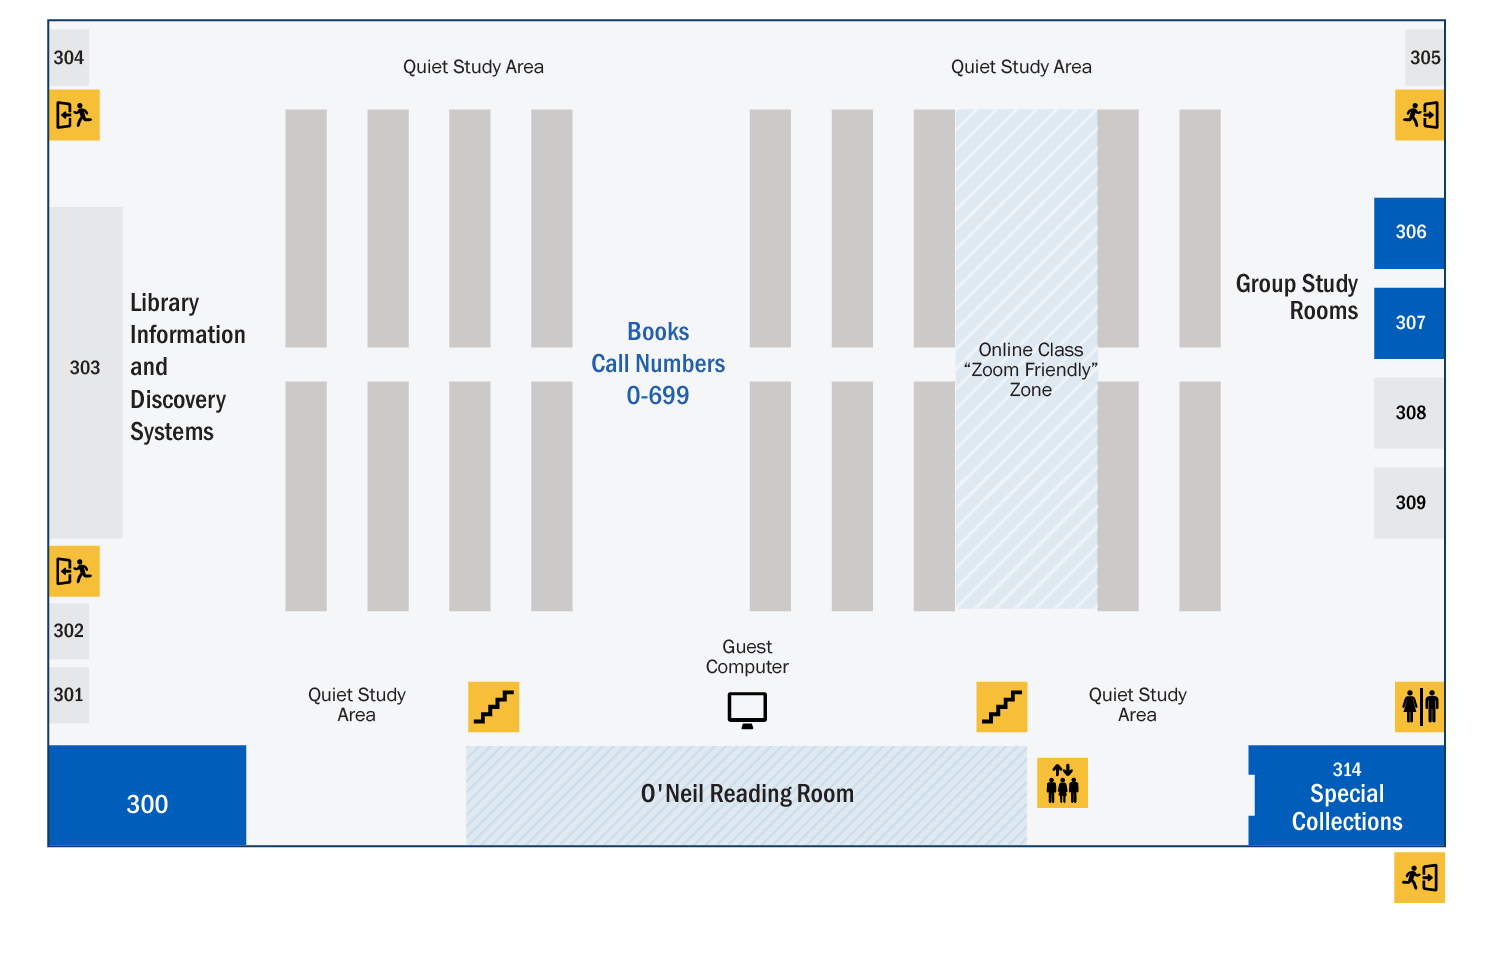 304
Quiet Study Area
Quiet Study Area
305
306
Group Study
Rooms
307
Library
Information
and
Discovery
Systems
303
Books
Call Numbers
0-699
Online Class
“Zoom Friendly”
Zone
308
309
302
301
Guest
Computer
Quiet Study
Area
Quiet Study
Area
300
O'Neil Reading Room
314
Special
Collections